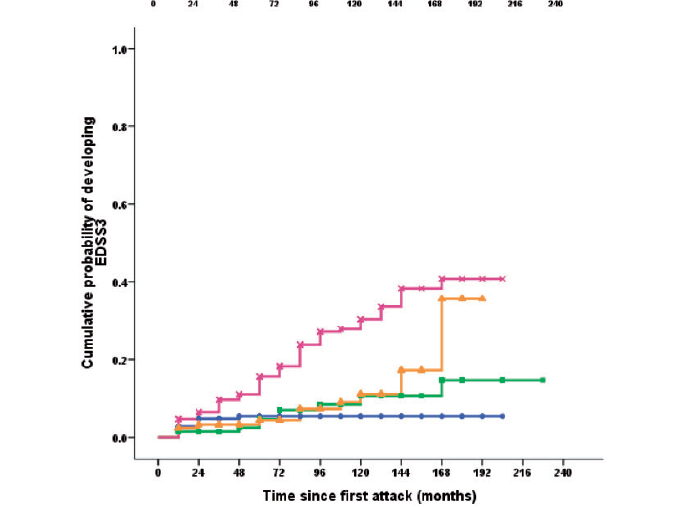 0 24 48 72 96 120 144 168 192 216 240
1.0
0.8
0.6
0.4
0.2
0.0
Cumulative probability of developing
EDSS3
0 24 48 72 96 120 144 168 192 216 240
Time since first attack (months)